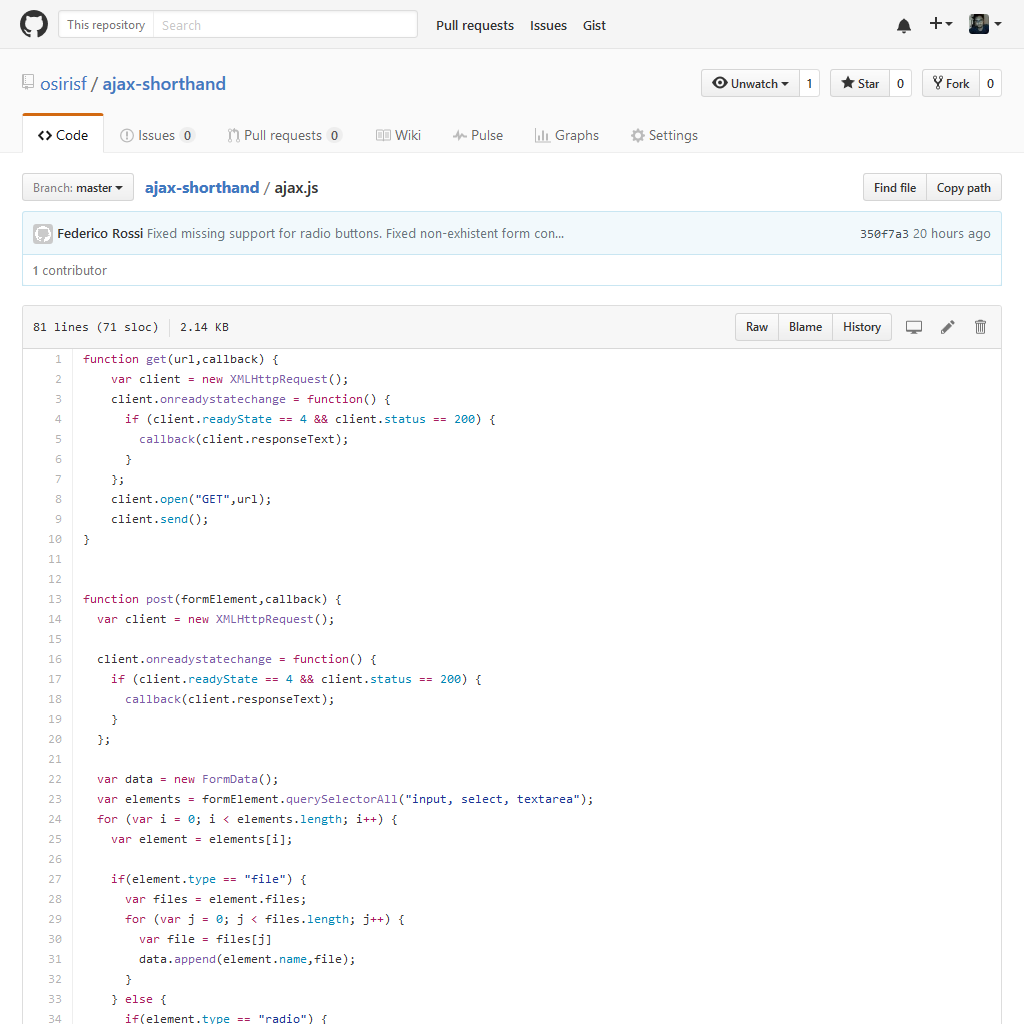 This repository Search Pull requests Issues Gist
osirisf / ajax-shorthand Unwatch 1 Star 0 Fork 0
Code Issues 0 Pull requests 0 Wiki Pulse Graphs Settings
Branch: master ajax-shorthand / ajax.js Find file Copy path
Federico Rossi Fixed missing support for radio buttons. Fixed non-exhistent form con... 350f7a3 20 hours ago
1 contributor
81 lines (71 sloc) 2.14 KB Raw Blame History
1 function get(url,callback) {
2     var client = new XMLHttpRequest();
3     client.onreadystatechange = function() {
4       if (client.readyState == 4 && client.status == 200) {
5         callback(client.responseText);
6       }
7     };
8     client.open("GET",url);
9     client.send();
10 }
11
12
13 function post(formElement,callback) {
14   var client = new XMLHttpRequest();
15
16   client.onreadystatechange = function() {
17     if (client.readyState == 4 && client.status == 200) {
18       callback(client.responseText);
19     }
20   };
21
22   var data = new FormData();
23   var elements = formElement.querySelectorAll("input, select, textarea");
24   for (var i = 0; i < elements.length; i++) {
25     var element = elements[i];
26
27     if(element.type == "file") {
28       var files = element.files;
29       for (var j = 0; j < files.length; j++) {
30         var file = files[j]
31         data.append(element.name,file);
32       }
33     } else {
34       if(element.type == "radio") {